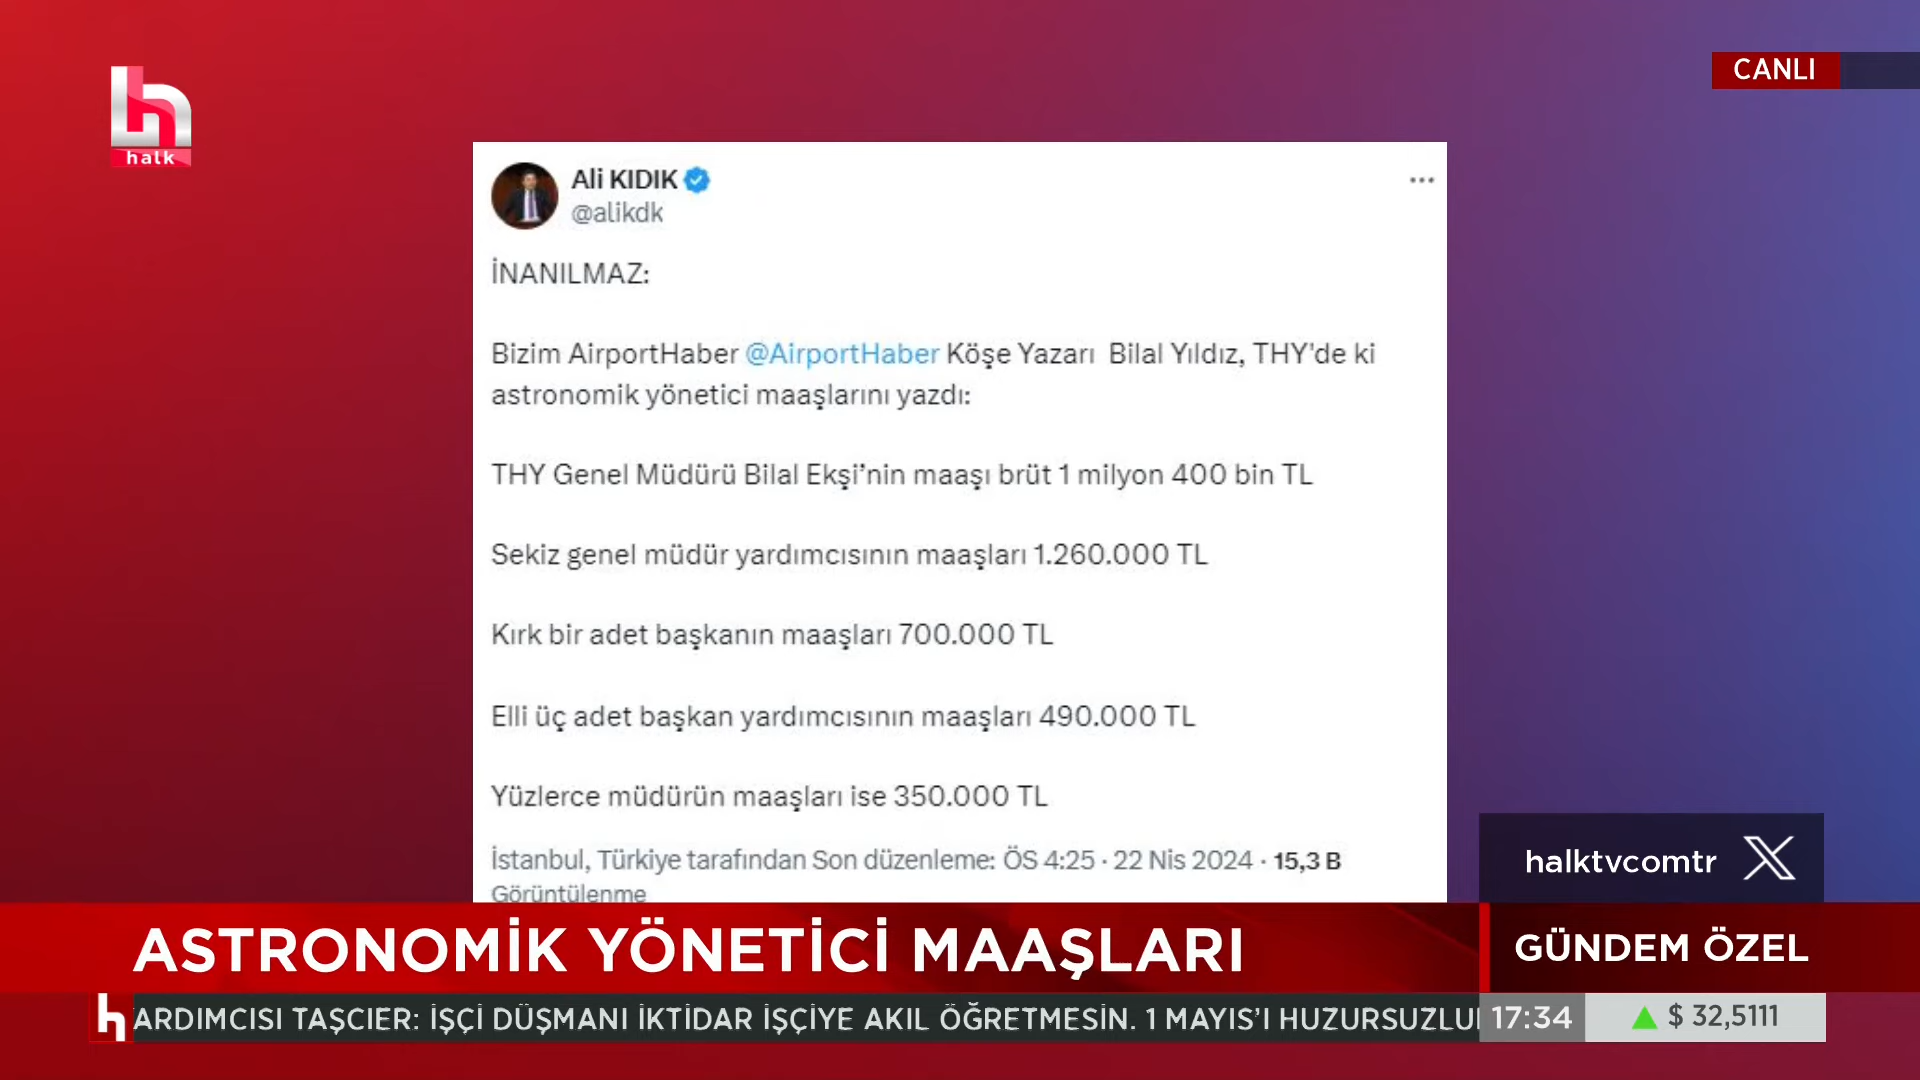 halk
CANLI
Ali KIDIK
@alikdk
İNANILMAZ:
Bizim AirportHaber @AirportHaber Köşe Yazarı Bilal Yıldız, THY'de ki
astronomik yönetici maaşlarını yazdı:
THY Genel Müdürü Bilal Ekşi’nin maaşı brüt 1 milyon 400 bin TL
Sekiz genel müdür yardımcısının maaşları 1.260.000 TL
Kırk bir adet başkanın maaşları 700.000 TL
Elli üç adet başkan yardımcısının maaşları 490.000 TL
Yüzlerce müdürün maaşları ise 350.000 TL
İstanbul, Türkiye tarafından Son düzenleme: ÖS 4:25 · 22 Nis 2024 · 15,3 B
Görüntülenme
halktvcomtr X
ASTRONOMİK YÖNETİCİ MAAŞLARI
GÜNDEM ÖZEL
ARDIMCISI TAŞCIER: İŞÇİ DÜŞMANI İKTİDAR İŞÇİYE AKIL ÖĞRETMESİN. 1 MAYIS’I HUZURSUZLU
17:34
$ 32,5111